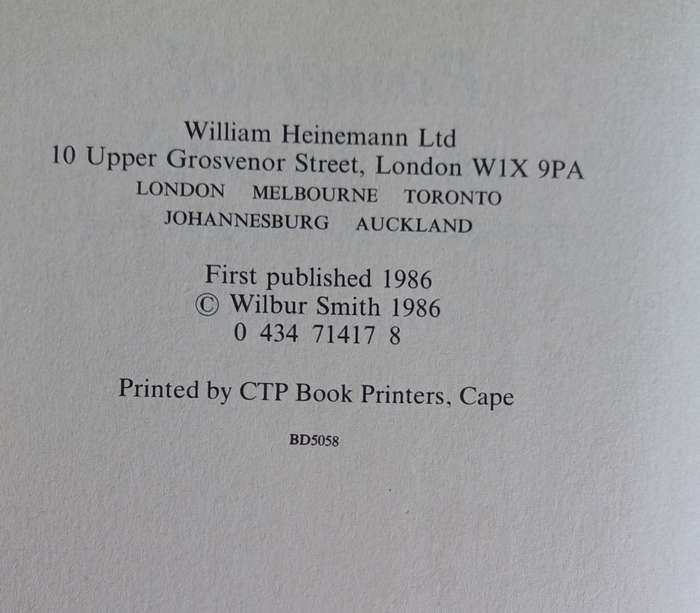 William Heinemann Ltd
10 Upper Grosvenor Street, London W1X 9PA
LONDON MELBOURNE TORONTO
JOHANNESBURG AUCKLAND
First published 1986
© Wilbur Smith 1986
0 434 71417 8
Printed by CTP Book Printers, Cape
BD5058